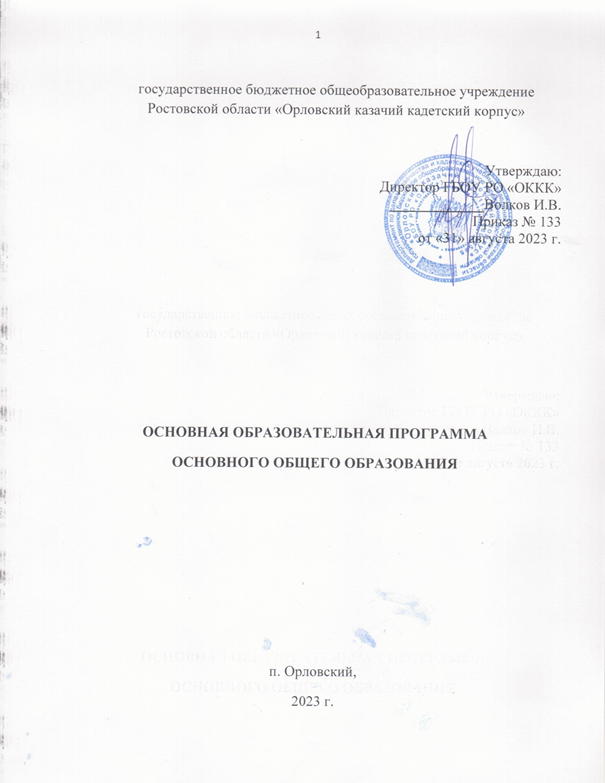 1
государственное бюджетное общеобразовательное учреждение
Ростовской области «Орловский казачий кадетский корпус»
Утверждаю:
Директор ГБОУ РО «ОККК»
Волков И.В.
Приказ № 133
от «31» августа 2023 г.
ОСНОВНАЯ ОБРАЗОВАТЕЛЬНАЯ ПРОГРАММА
ОСНОВНОГО ОБЩЕГО ОБРАЗОВАНИЯ
п. Орловский,
2023 г.